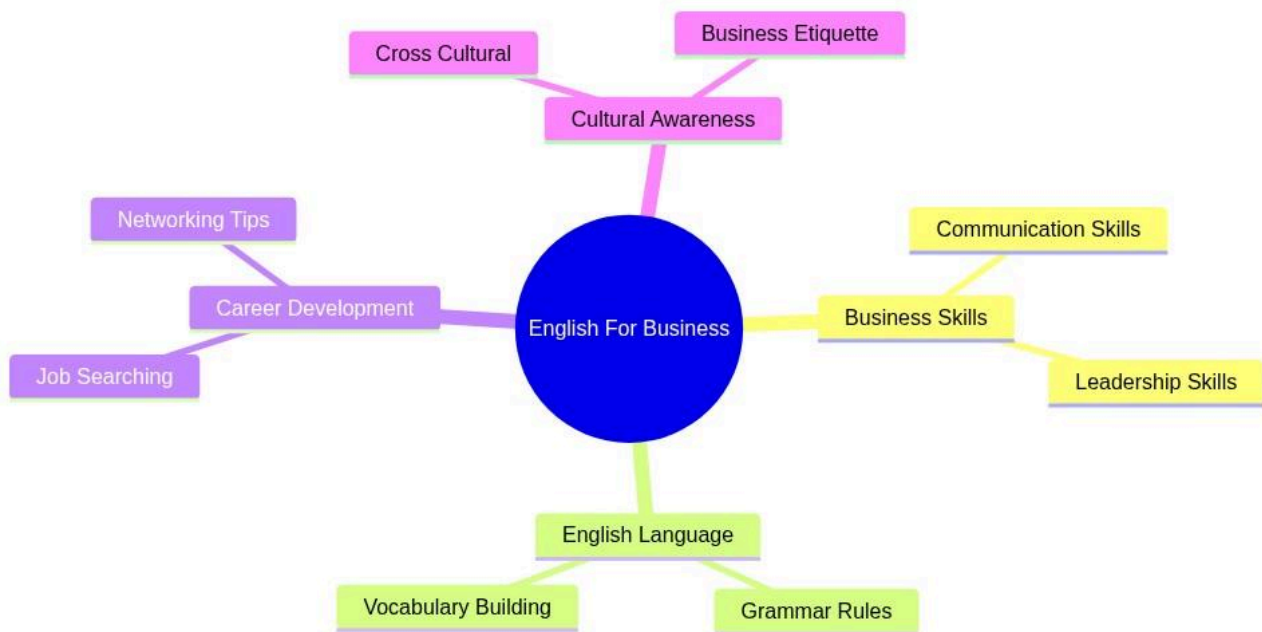 Business Etiquette
Cross Cultural
Cultural Awareness
Networking Tips
Communication Skills
Career Development
Business Skills
English For Business
Job Searching
Leadership Skills
English Language
Vocabulary Building
Grammar Rules